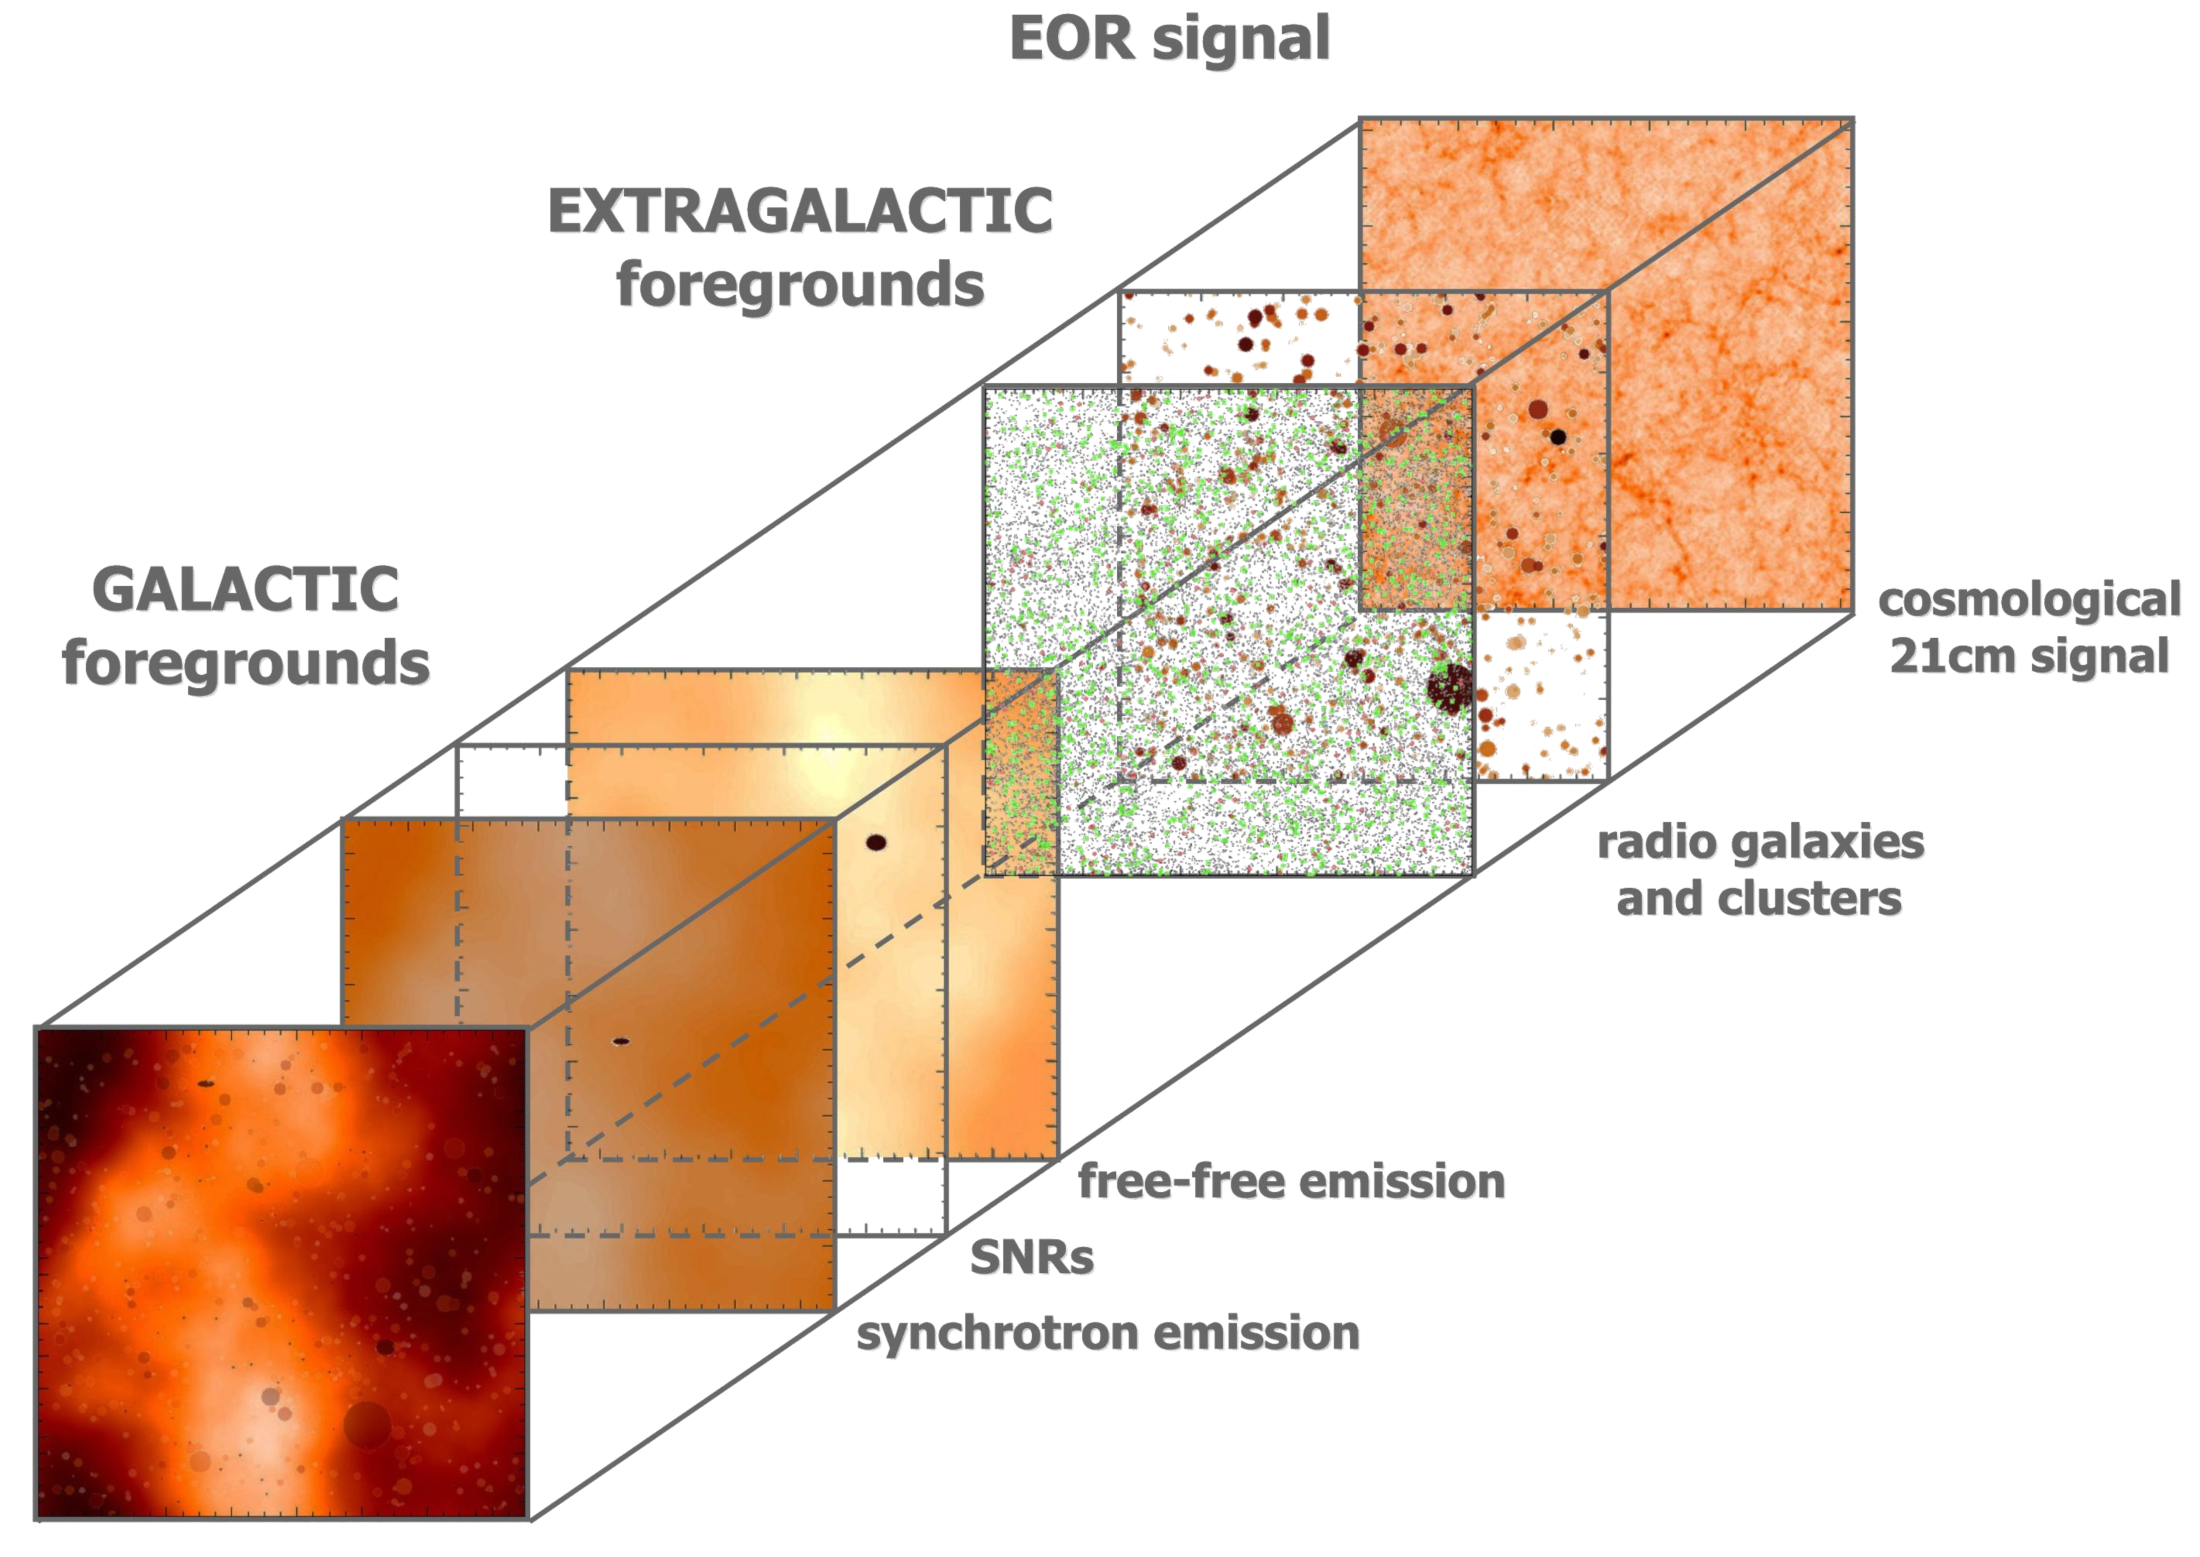 EOR signal
EXTRAGALACTIC
foregrounds
GALACTIC
foregrounds
cosmological
21cm signal
radio galaxies
and clusters
free-free emission
SNRs
synchrotron emission